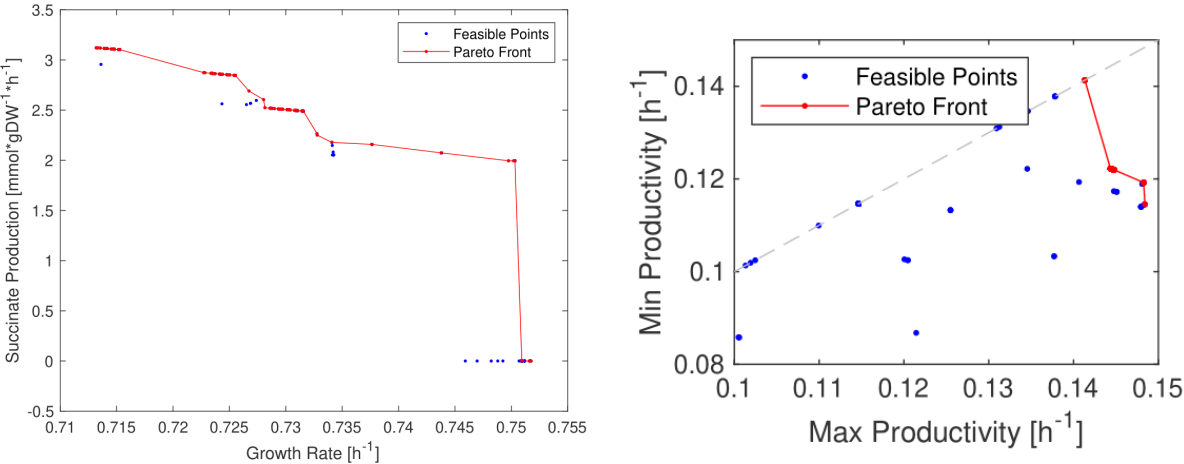 3.5
3
2.5
2
1.5
1
0.5
0
-0.5
Succinate Production [mmol*gDW^-1*h^-1]
Feasible Points
Pareto Front
0.71 0.715 0.72 0.725 0.73 0.735 0.74 0.745 0.75 0.755
Growth Rate [h^-1]
0.14
0.12
0.1
0.08
Min Productivity [h^-1]
Feasible Points
Pareto Front
0.1 0.11 0.12 0.13 0.14 0.15
Max Productivity [h^-1]